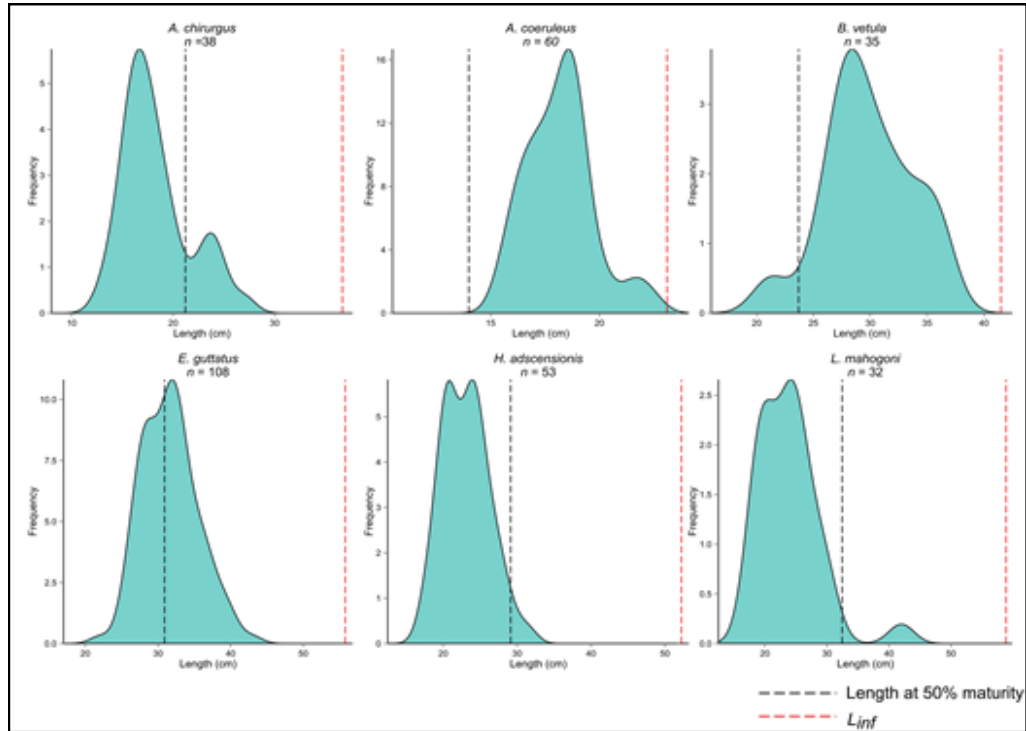 A. chirurgus
n =38
5
4
3
2
1
0
Frequency
10
20
30
Length (cm)
A. coeruleus
n = 60
16
12
8
4
0
Frequency
15
20
Length (cm)
B. vetula
n = 35
3
2
1
0
Frequency
20
25
30
35
40
Length (cm)
E. guttatus
n = 108
10.0
7.5
5.0
2.5
0.0
Frequency
20
30
40
50
Length (cm)
H. adscensionis
n = 53
5
4
3
2
1
0
Frequency
20
30
40
50
Length (cm)
L. mahogoni
n = 32
2.5
2.0
1.5
1.0
0.5
0.0
Frequency
20
30
40
50
Length (cm)
Length at 50% maturity
Linf